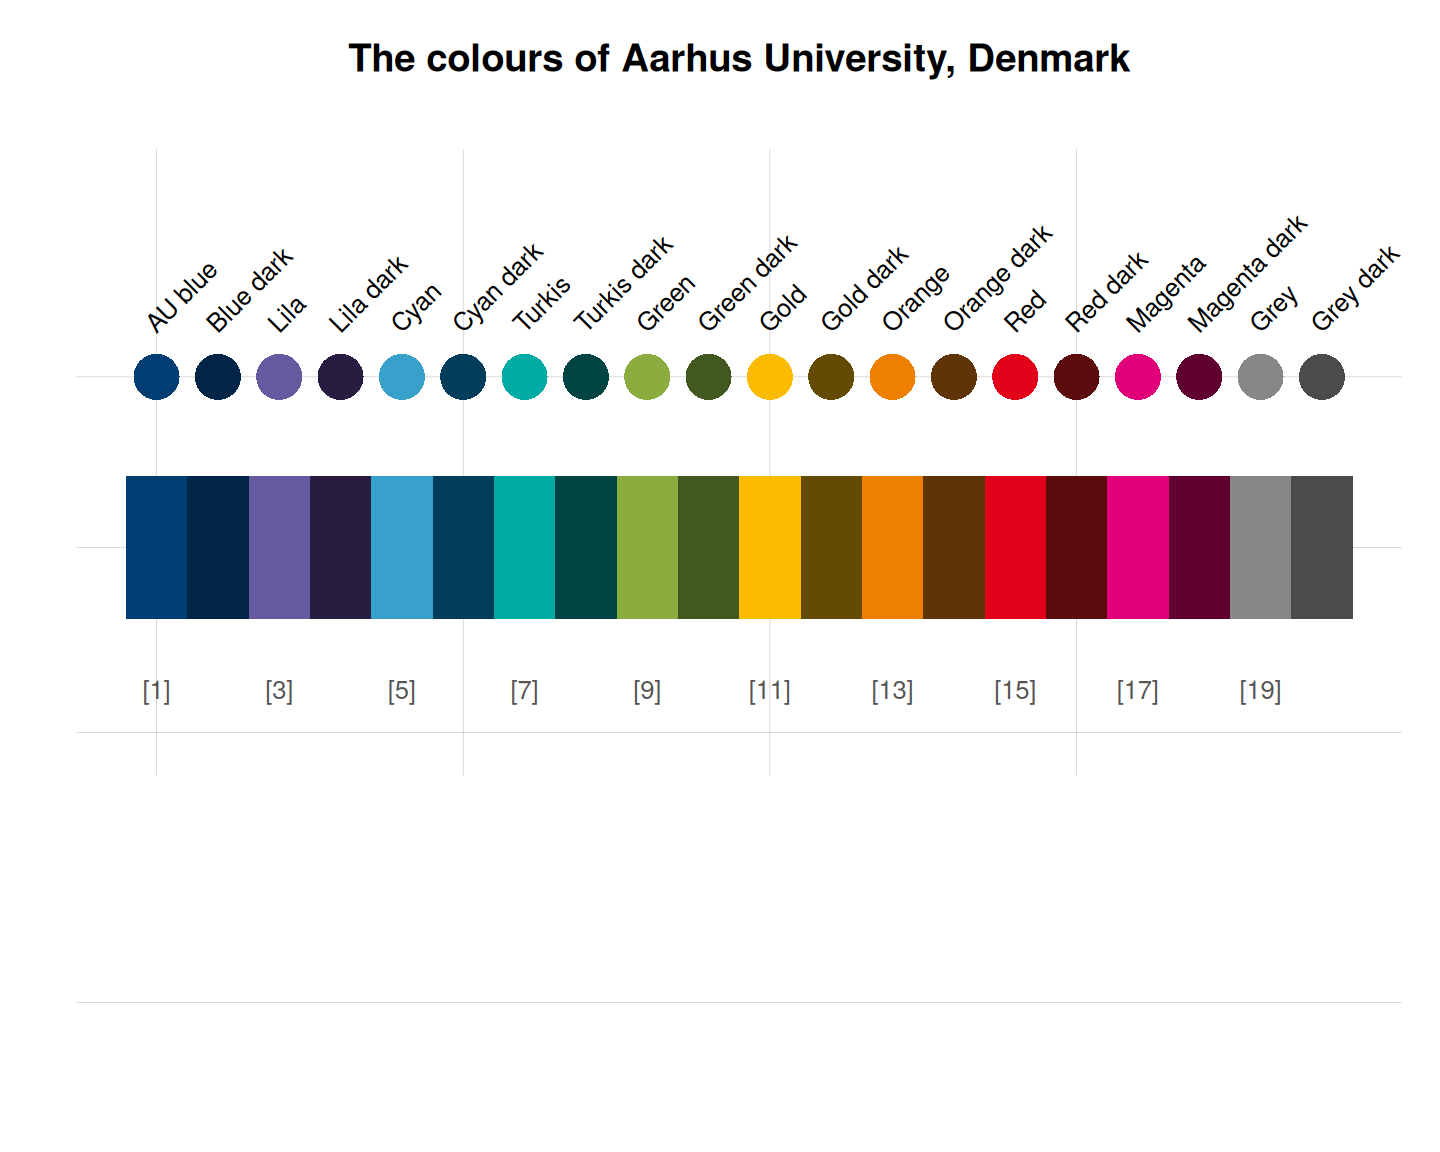 The colours of Aarhus University, Denmark
AU blue
Blue dark
Lila
Lila dark
Cyan
Cyan dark
Turkis
Turkis dark
Green
Green dark
Gold
Gold dark
Orange
Orange dark
Red
Red dark
Magenta
Magenta dark
Grey
Grey dark
[1] [3] [5] [7] [9] [11] [13] [15] [17] [19]